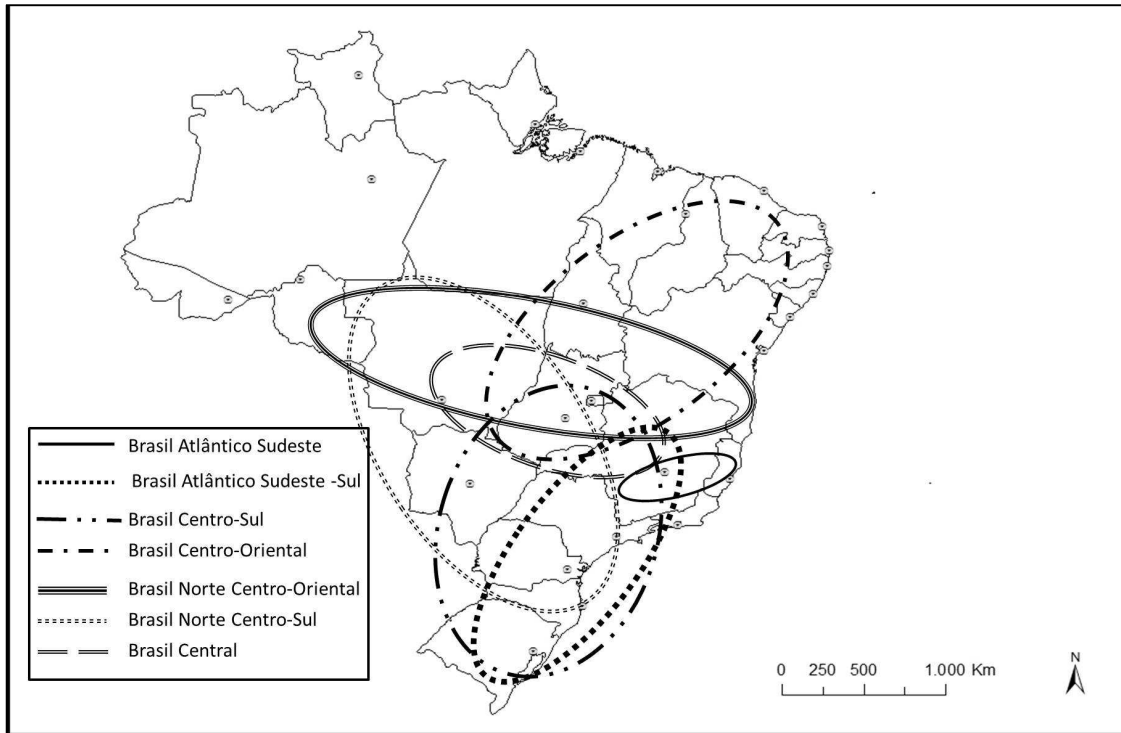 Brasil Atlântico Sudeste
Brasil Atlântico Sudeste -Sul
Brasil Centro-Sul
Brasil Centro-Oriental
Brasil Norte Centro-Oriental
Brasil Norte Centro-Sul
Brasil Central
0 250 500 1.000 Km
N